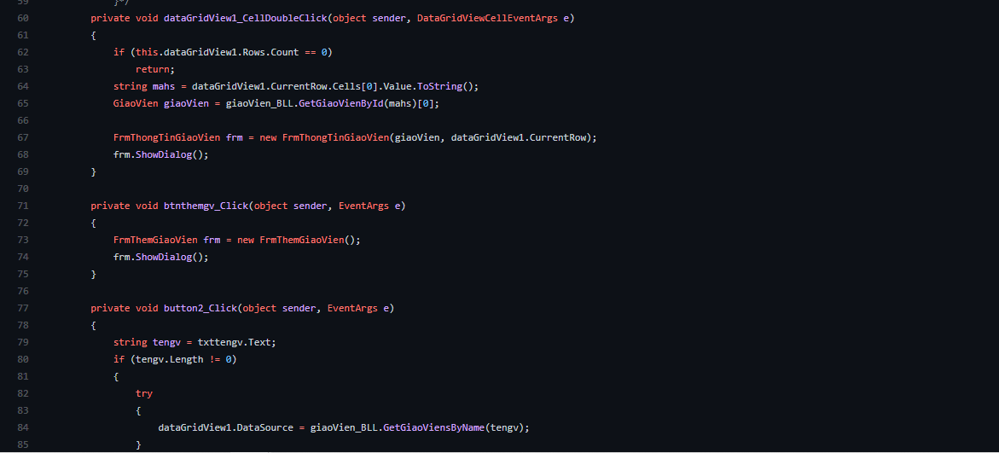 59 }*/
60 private void dataGridView1_CellDoubleClick(object sender, DataGridViewCellEventArgs e)
61 {
62 if (this.dataGridView1.Rows.Count == 0)
63 return;
64 string mahs = dataGridView1.CurrentRow.Cells[0].Value.ToString();
65 GiaoVien giaoVien = giaoVien_BLL.GetGiaoVienById(mahs)[0];
66
67 FrmThongTinGiaoVien frm = new FrmThongTinGiaoVien(giaoVien, dataGridView1.CurrentRow);
68 frm.ShowDialog();
69 }
70
71 private void btnthemgv_Click(object sender, EventArgs e)
72 {
73 FrmThemGiaoVien frm = new FrmThemGiaoVien();
74 frm.ShowDialog();
75 }
76
77 private void button2_Click(object sender, EventArgs e)
78 {
79 string tengv = txttengv.Text;
80 if (tengv.Length != 0)
81 {
82 try
83 {
84 dataGridView1.DataSource = giaoVien_BLL.GetGiaoViensByName(tengv);
85 }